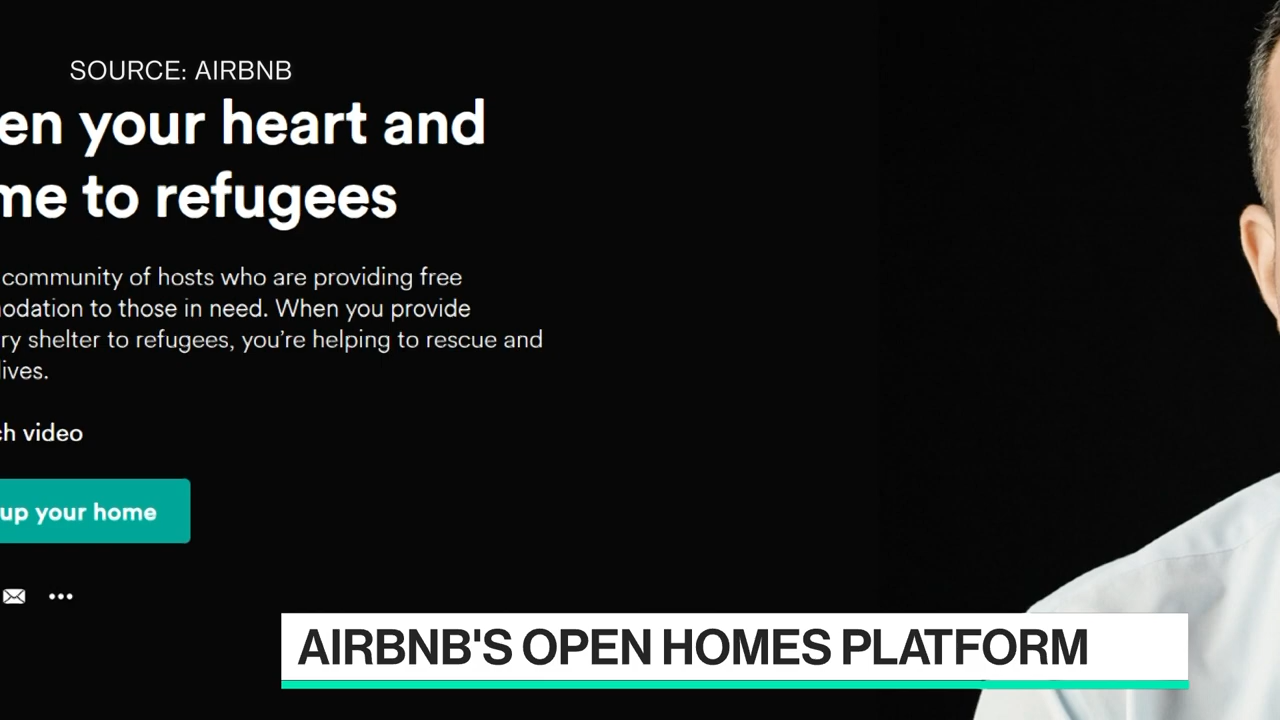 SOURCE: AIRBNB
en your heart and
me to refugees
community of hosts who are providing free
odation to those in need. When you provide
ry shelter to refugees, you're helping to rescue and
lives.
ch video
up your home
AIRBNB'S OPEN HOMES PLATFORM